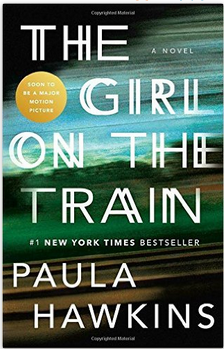 THE
A NOVEL
SOON TO
BE A MAJOR
MOTION
PICTURE
GIRL
ON THE
TRAIN
#1 NEW YORK TIMES BESTSELLER
PAULA
HAWKINS